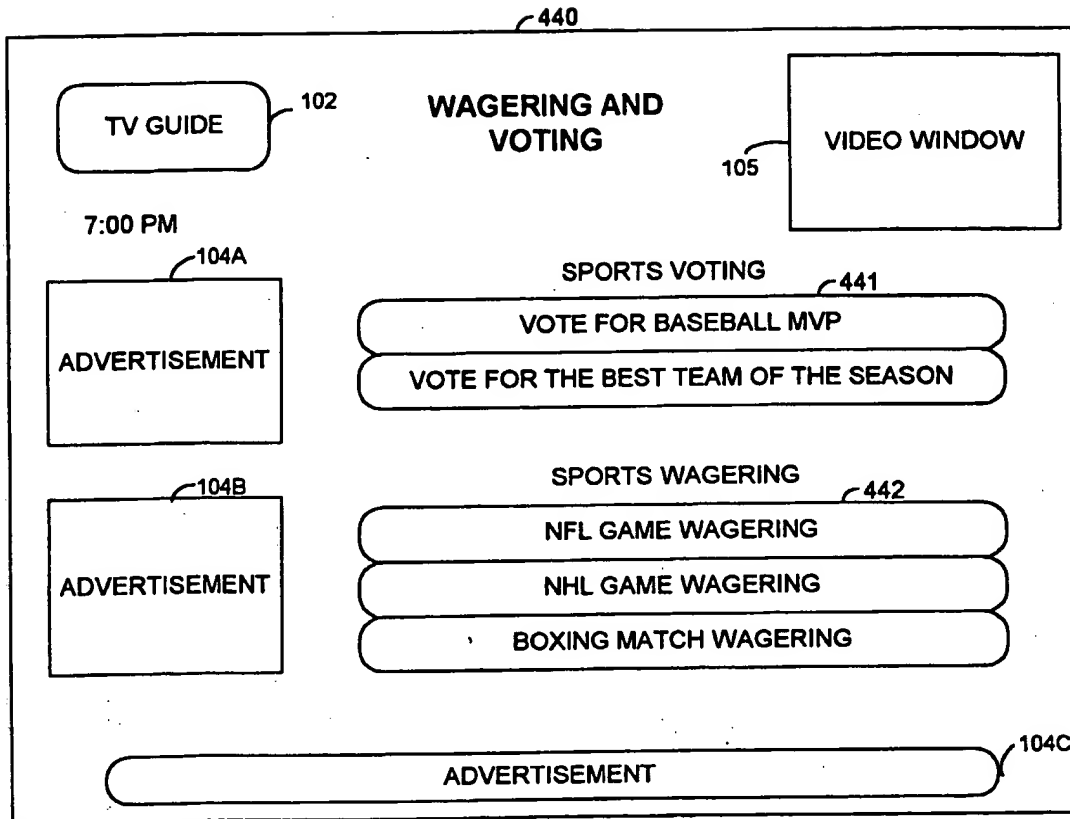 440
TV GUIDE
102
WAGERING AND
VOTING
VIDEO WINDOW
105
7:00 PM
104A
ADVERTISEMENT
SPORTS VOTING
441
VOTE FOR BASEBALL MVP
VOTE FOR THE BEST TEAM OF THE SEASON
104B
ADVERTISEMENT
SPORTS WAGERING
442
NFL GAME WAGERING
NHL GAME WAGERING
BOXING MATCH WAGERING
ADVERTISEMENT
104C